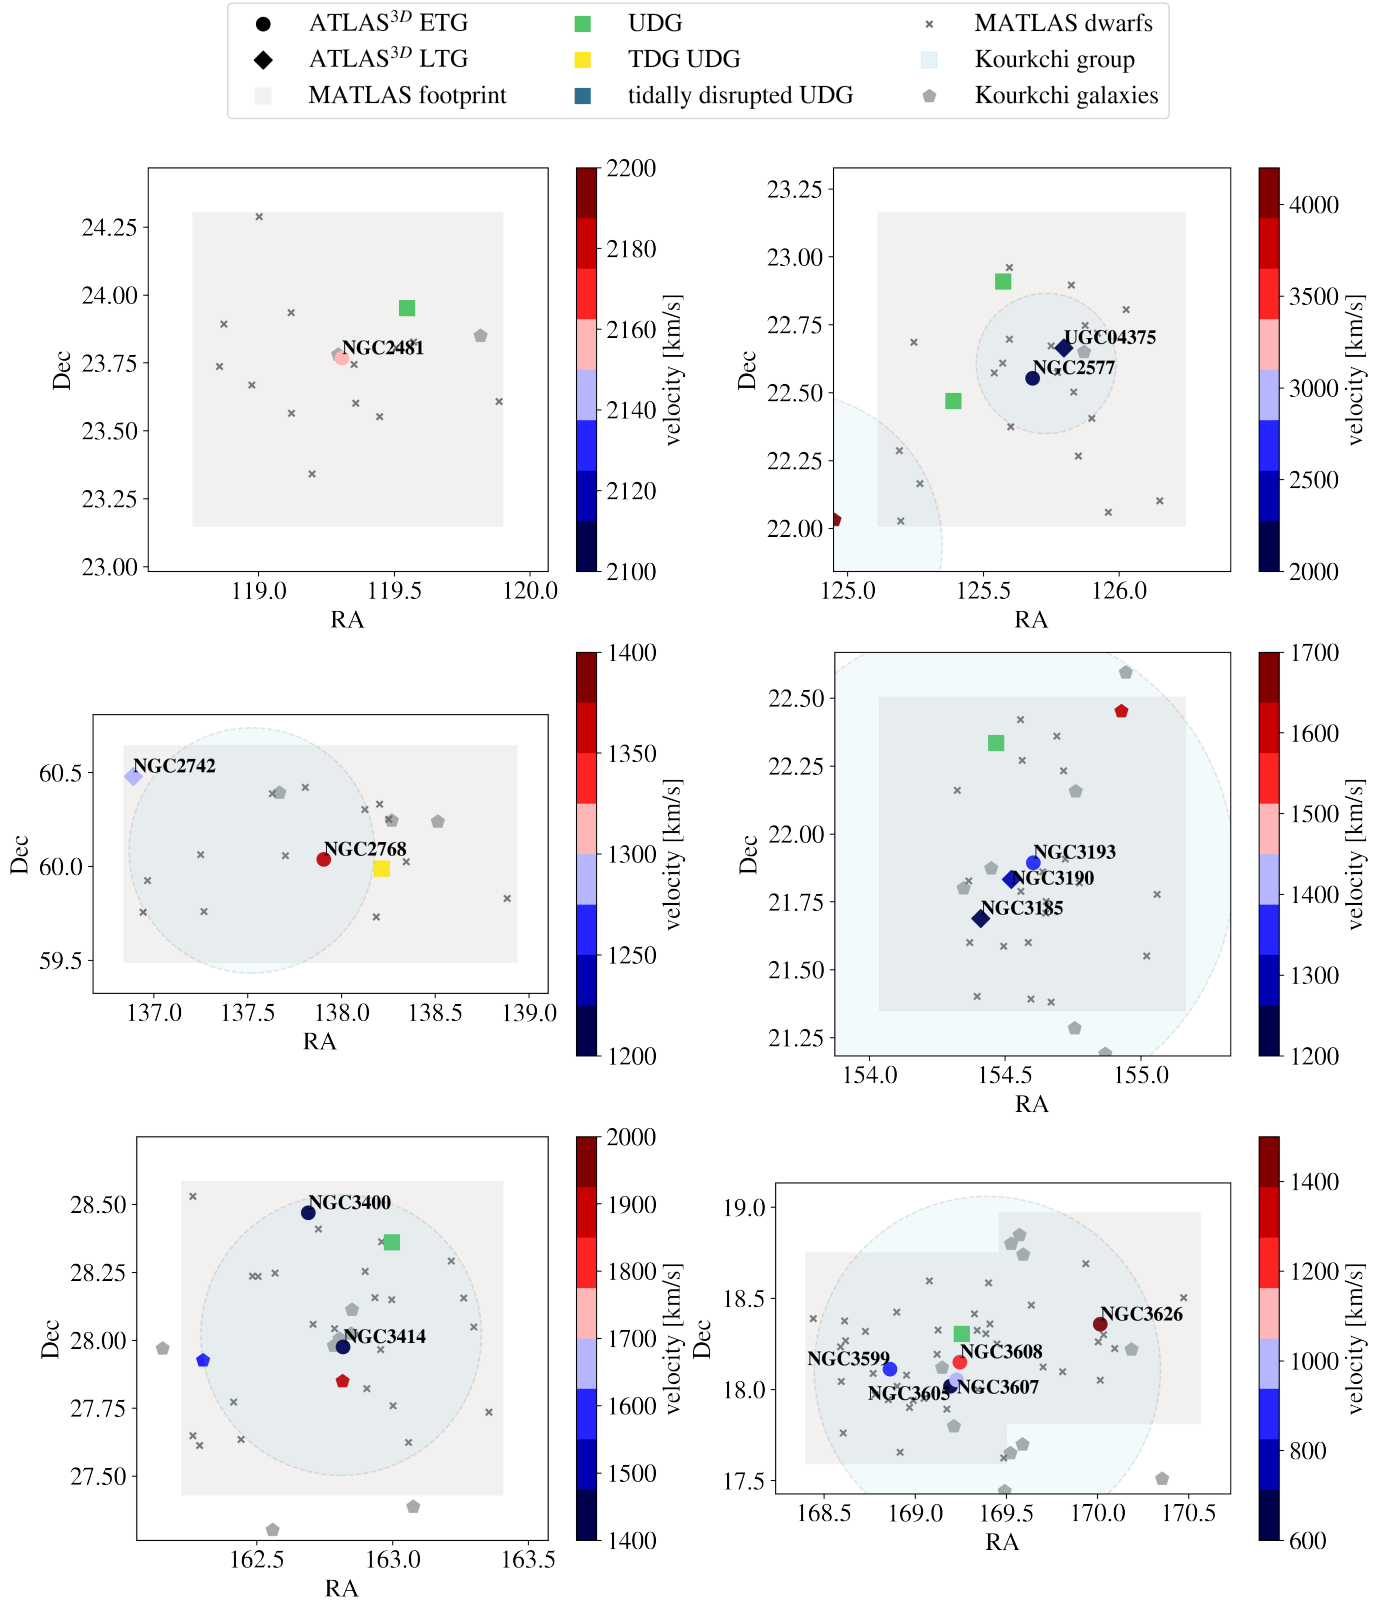 ATLAS³ᴰ ETG
ATLAS³ᴰ LTG
MATLAS footprint
UDG
TDG UDG
tidally disrupted UDG
MATLAS dwarfs
Kourkchi group
Kourkchi galaxies
24.25
24.00
23.75
23.50
23.25
23.00
Dec
NGC2481
119.0 119.5 120.0
RA
2200
2180
2160
2140
2120
2100
velocity [km/s]
23.25
23.00
22.75
22.50
22.25
22.00
Dec
UGC04375
NGC2577
125.0 125.5 126.0
RA
4000
3500
3000
2500
2000
velocity [km/s]
60.5
60.0
59.5
Dec
NGC2742
NGC2768
137.0 137.5 138.0 138.5 139.0
RA
1400
1350
1300
1250
1200
velocity [km/s]
22.50
22.25
22.00
21.75
21.50
21.25
Dec
NGC3193
NGC3190
NGC3185
154.0 154.5 155.0
RA
1700
1600
1500
1400
1300
1200
velocity [km/s]
28.50
28.25
28.00
27.75
27.50
Dec
NGC3400
NGC3414
162.5 163.0 163.5
RA
2000
1900
1800
1700
1600
1500
1400
velocity [km/s]
19.0
18.5
18.0
17.5
Dec
NGC3626
NGC3608
NGC3599
NGC3607
NGC3605
168.5 169.0 169.5 170.0 170.5
RA
1400
1200
1000
800
600
velocity [km/s]